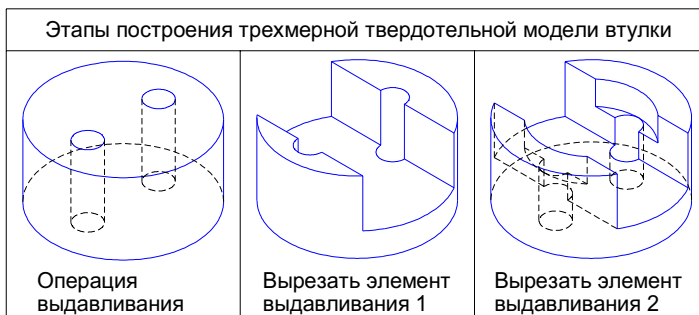 Этапы построения трехмерной твердотельной модели втулки
Операция
выдавливания
Вырезать элемент
выдавливания 1
Вырезать элемент
выдавливания 2